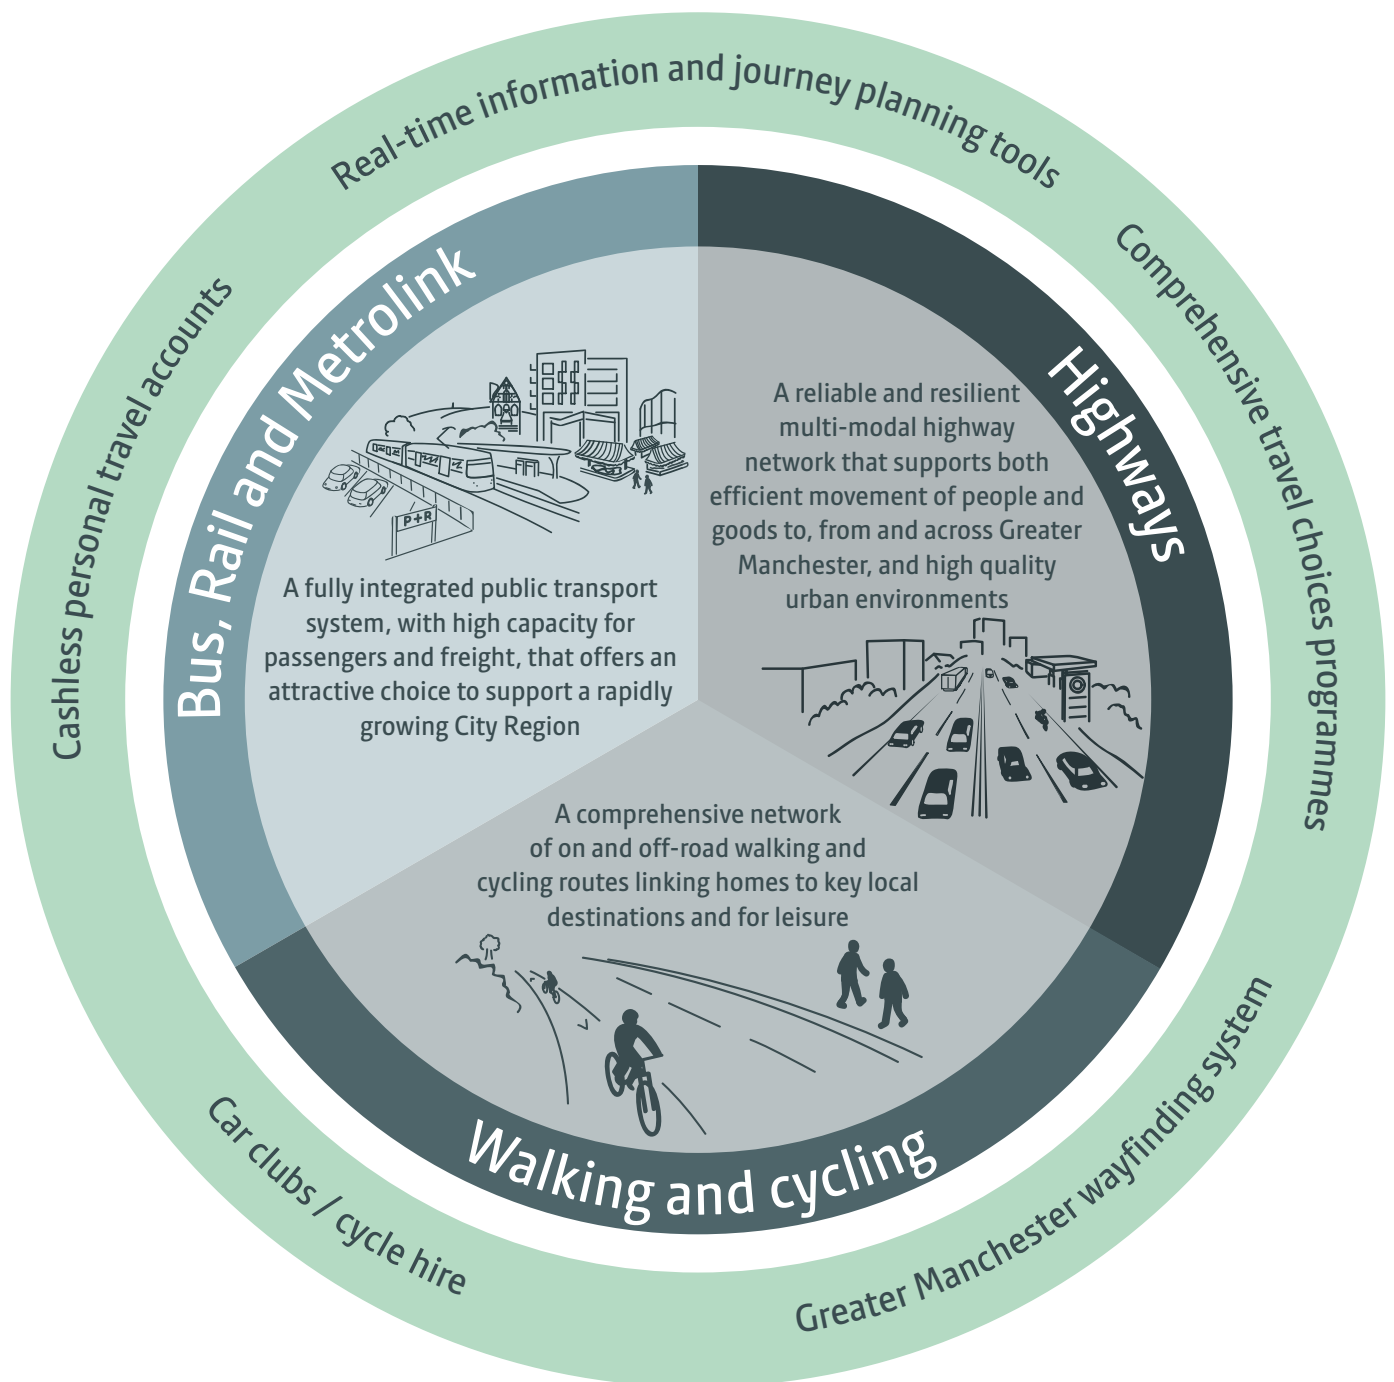 Real-time information and journey planning tools
Comprehensive travel choices programmes
Greater Manchester wayfinding system
Car clubs / cycle hire
Cashless personal travel accounts
Bus, Rail and Metrolink
P+R
A fully integrated public transport
system, with high capacity for
passengers and freight, that offers an
attractive choice to support a rapidly
growing City Region
Highways
A reliable and resilient
multi-modal highway
network that supports both
efficient movement of people and
goods to, from and across Greater
Manchester, and high quality
urban environments
A comprehensive network
of on and off-road walking and
cycling routes linking homes to key local
destinations and for leisure
Walking and cycling